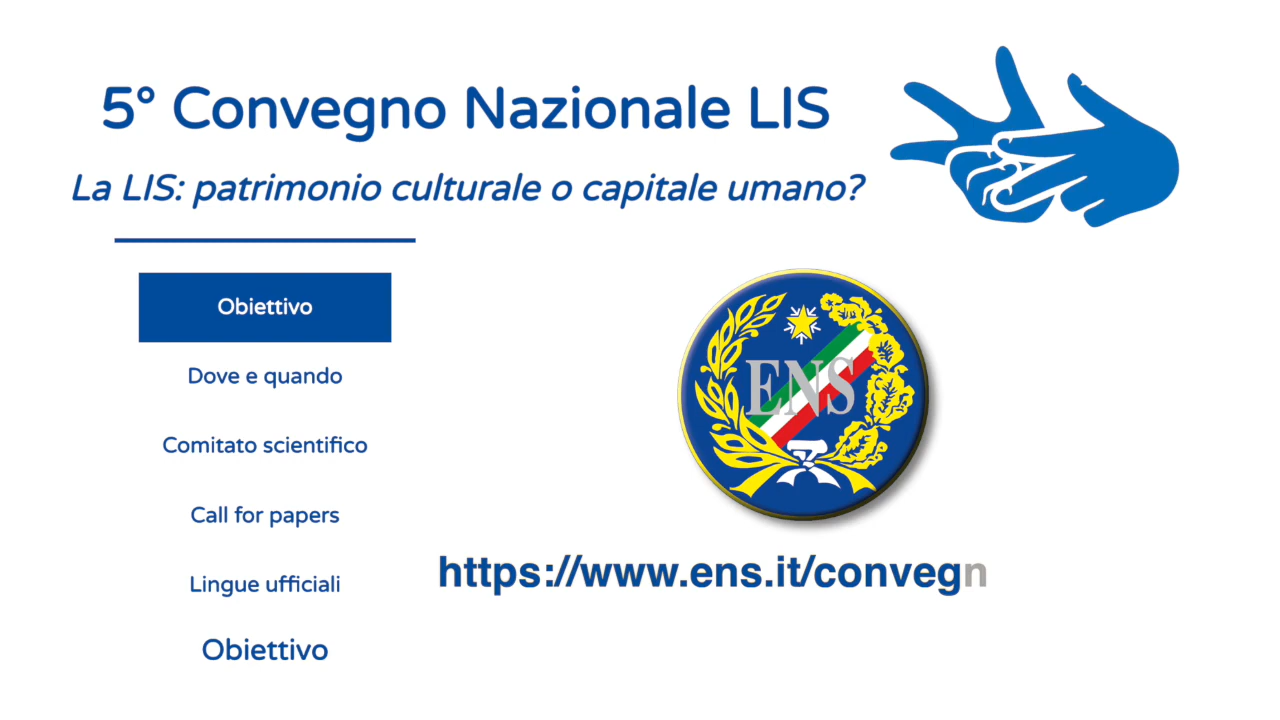 5° Convegno Nazionale LIS
La LIS: patrimonio culturale o capitale umano?
Obiettivo
Dove e quando
Comitato scientifico
Call for papers
Lingue ufficiali
Obiettivo
ENS
https://www.ens.it/convegn